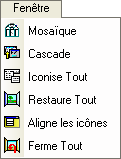 Fenêtre
Mosaïque
Cascade
Iconise Tout
Restaure Tout
Aligne les icônes
Ferme Tout